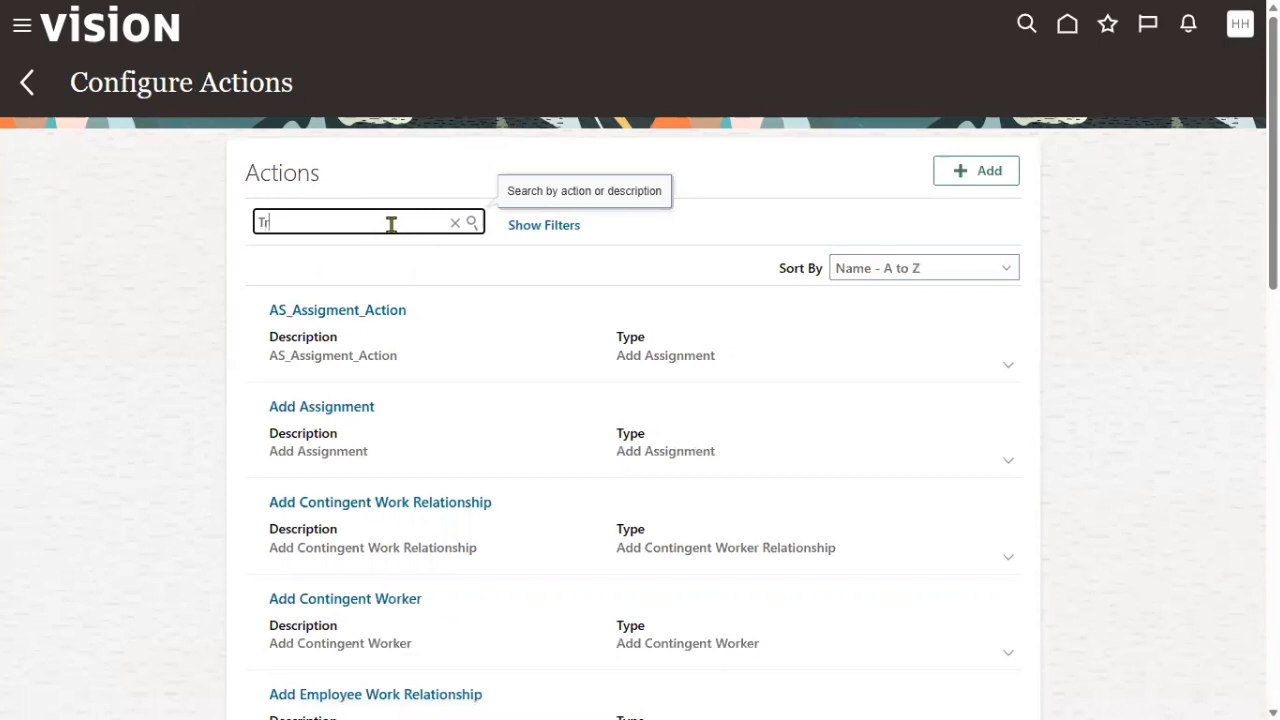 vision
HH
Configure Actions
Actions
Add
Search by action or description
Tr
Show Filters
Sort By Name - A to Z
AS_Assigment_Action
Description Type
AS_Assigment_Action Add Assignment
Add Assignment
Description Type
Add Assignment Add Assignment
Add Contingent Work Relationship
Description Type
Add Contingent Work Relationship Add Contingent Worker Relationship
Add Contingent Worker
Description Type
Add Contingent Worker Add Contingent Worker
Add Employee Work Relationship
Description Type